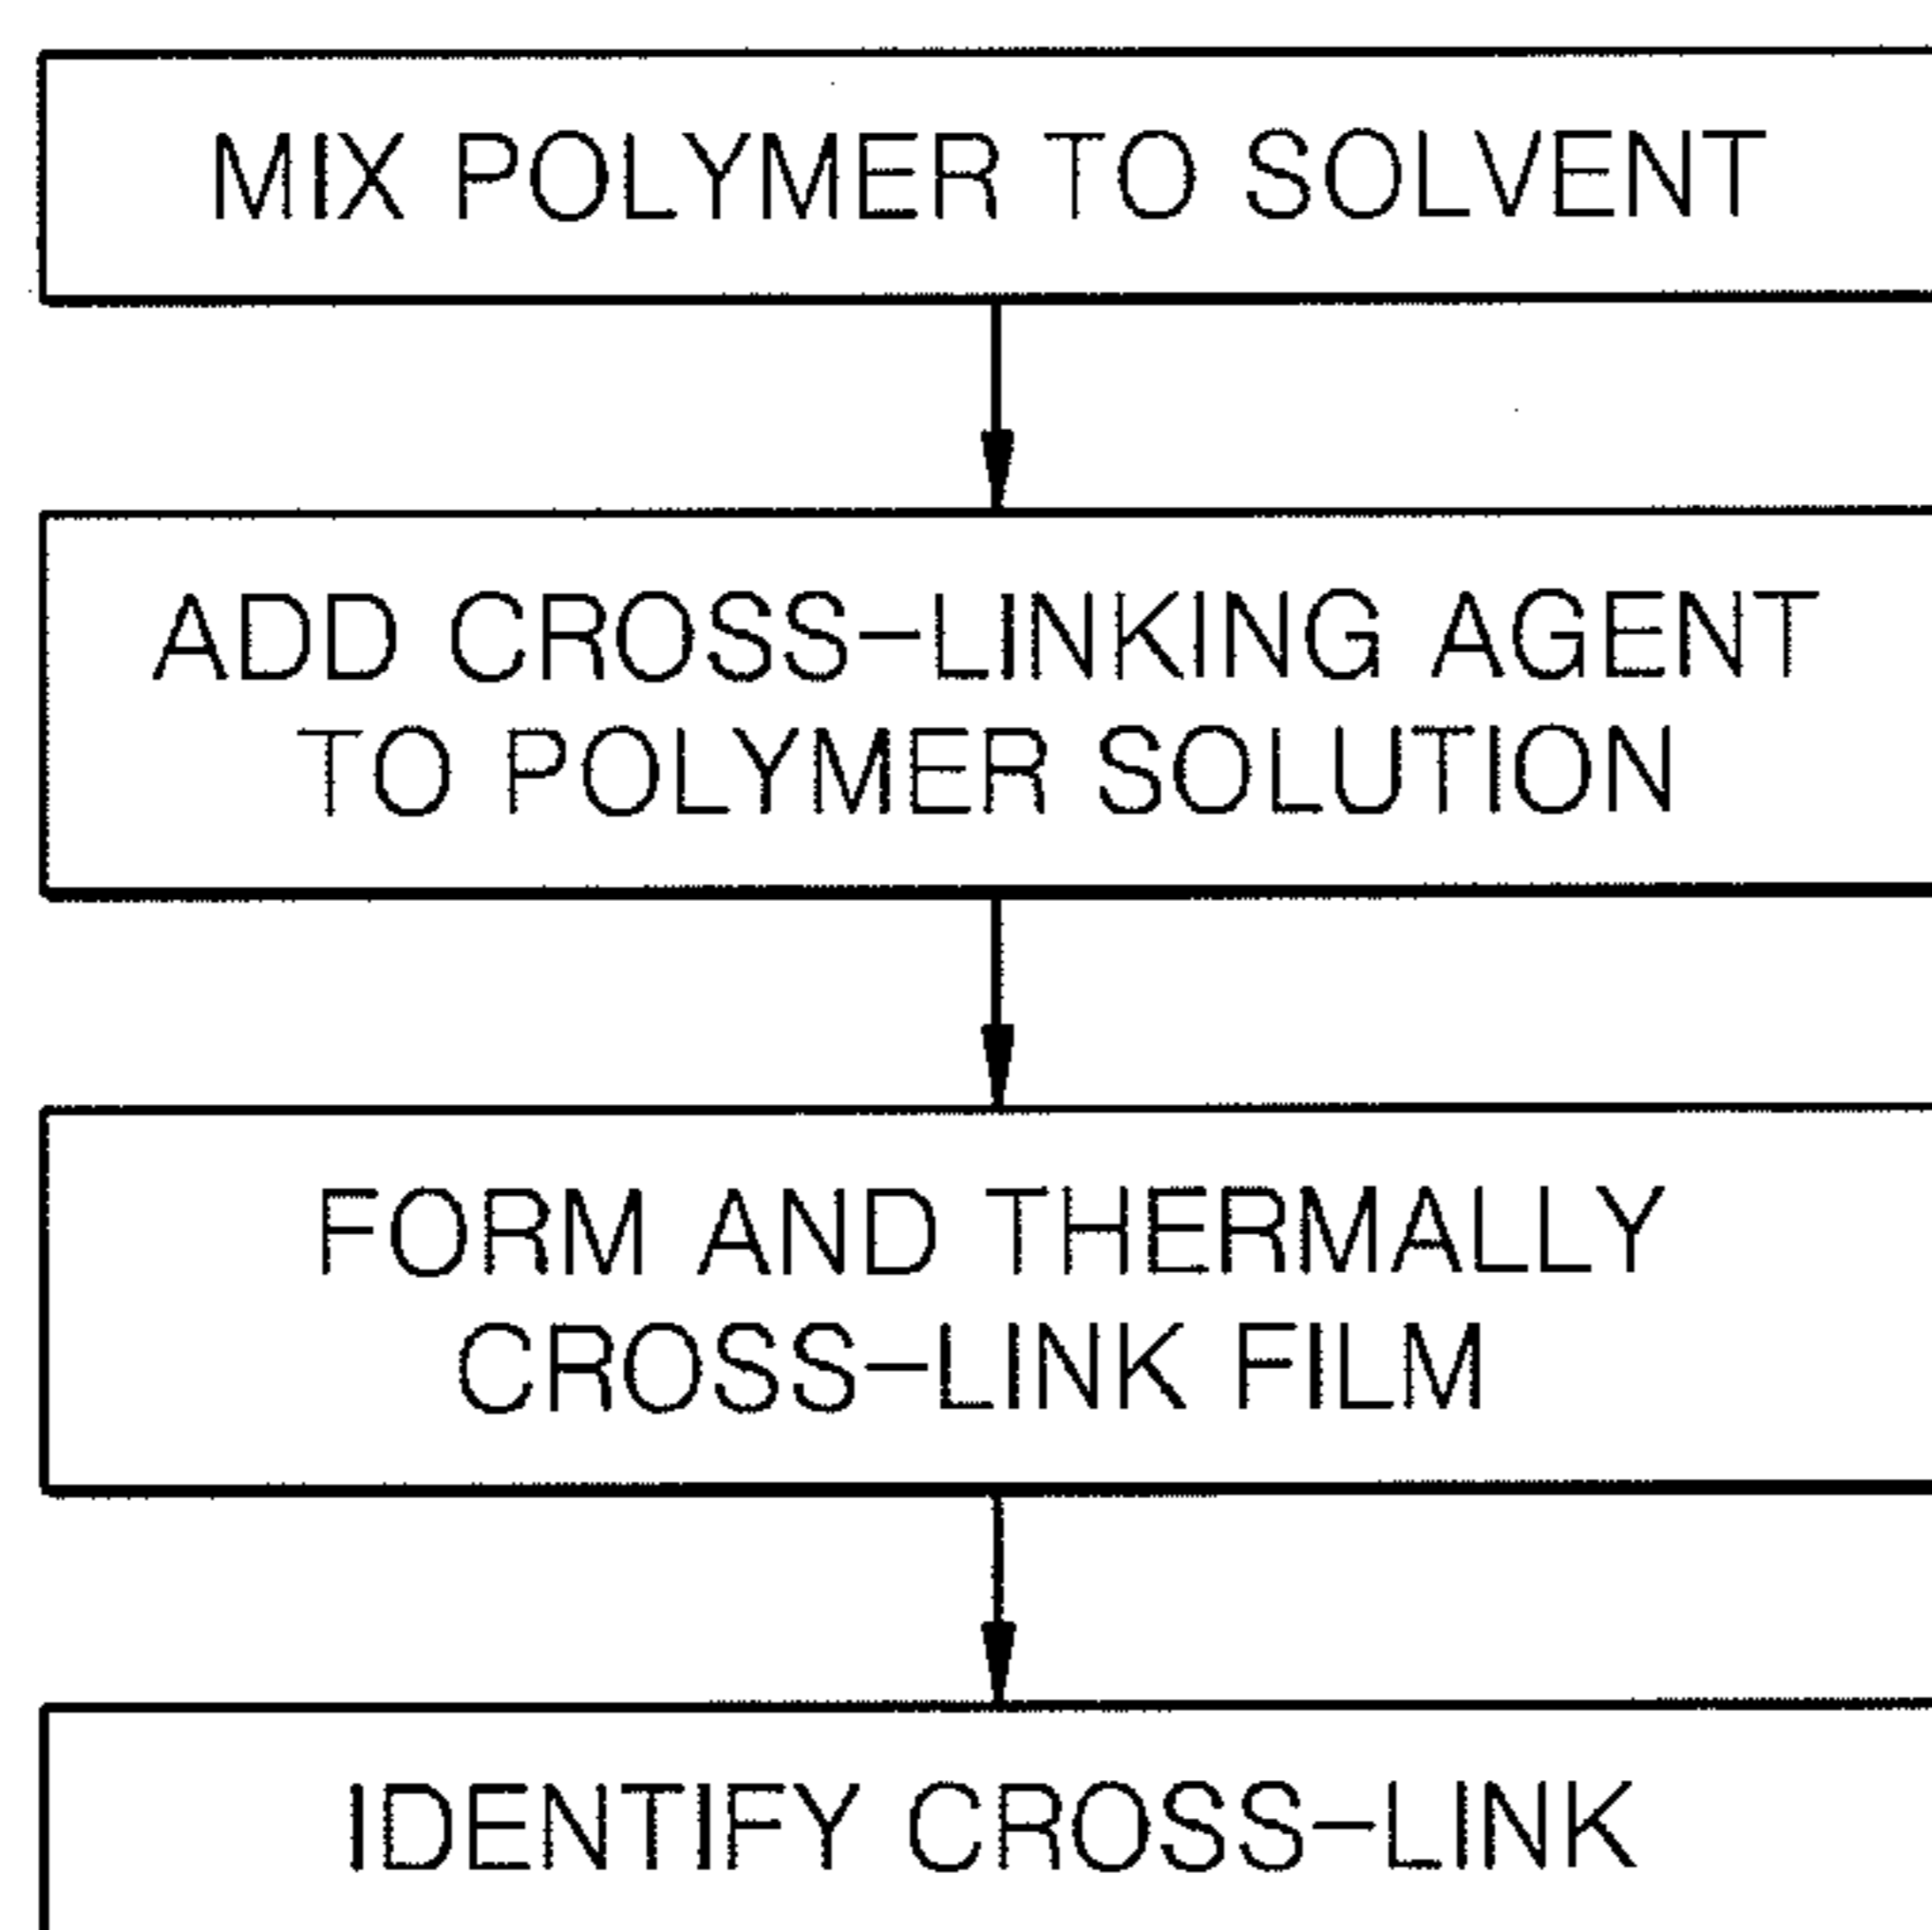 MIX POLYMER TO SOLVENT
ADD CROSS-LINKING AGENT
TO POLYMER SOLUTION
FORM AND THERMALLY
CROSS-LINK FILM
IDENTIFY CROSS-LINK